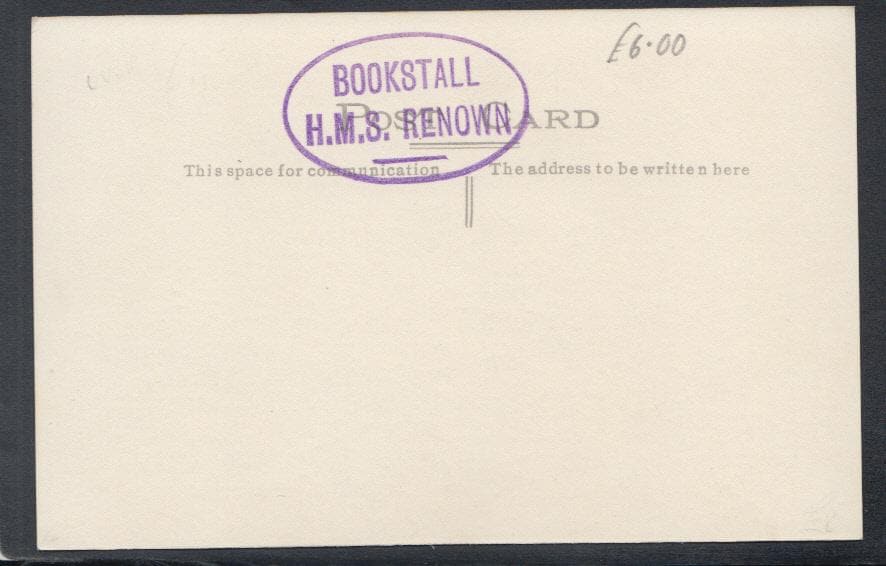 £6.00
BOOKSTALL
H.M.S. RENOWN
POST CARD
This space for communication
The address to be written here